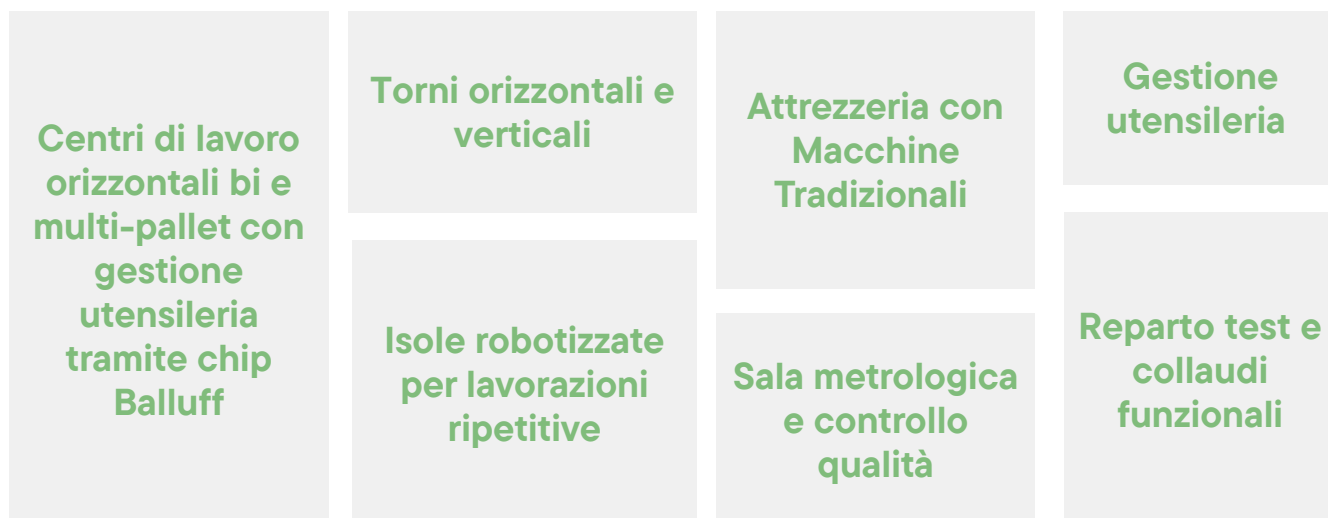 Centri di lavoro
orizzontali bi e
multi-pallet con
gestione
utensileria
tramite chip
Balluff
Torni orizzontali e
verticali
Isole robotizzate
per lavorazioni
ripetitive
Attrezzeria con
Macchine
Tradizionali
Sala metrologica
e controllo
qualità
Gestione
utensileria
Reparto test e
collaudi
funzionali